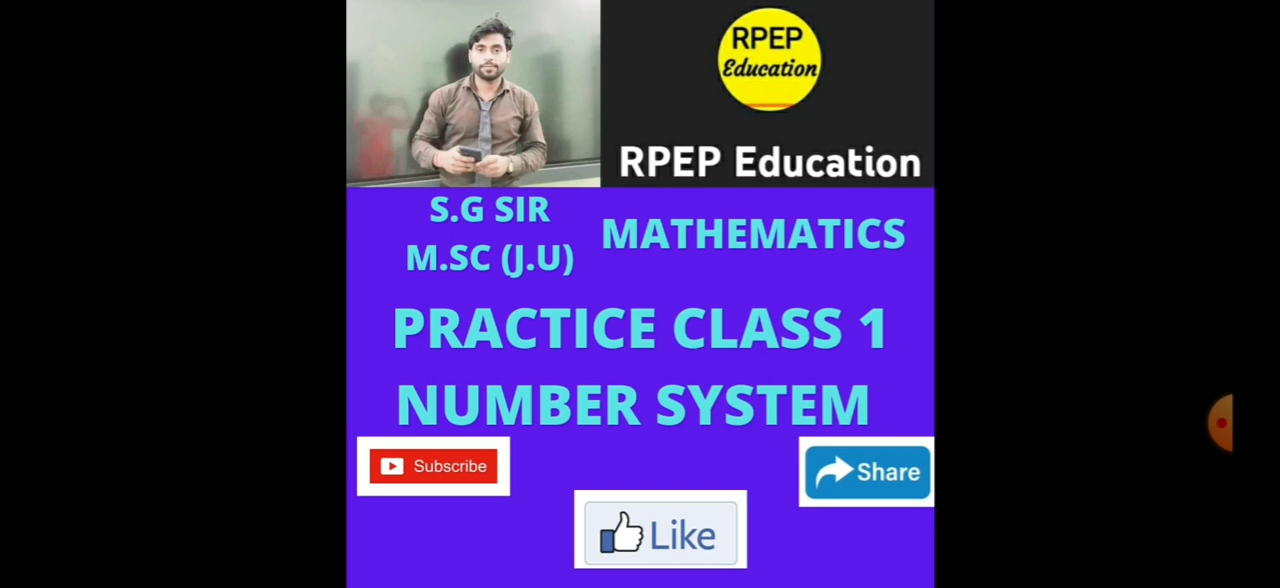 RPEP
Education
RPEP Education
S.G SIR
M.SC (J.U)
MATHEMATICS
PRACTICE CLASS 1
NUMBER SYSTEM
Subscribe
Share
Like